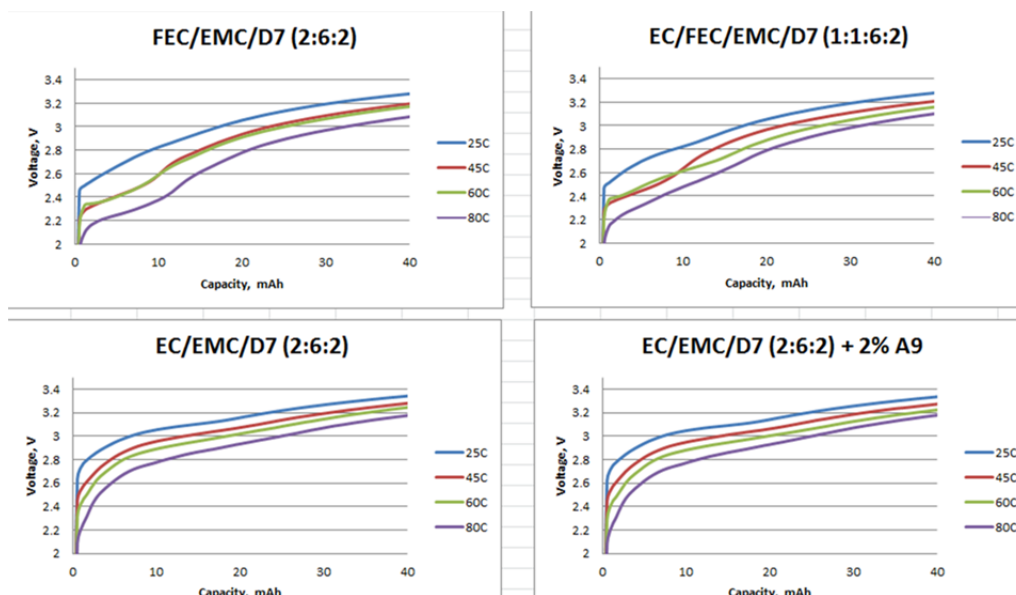 FEC/EMC/D7 (2:6:2)
3.4
3.2
3
2.8
2.6
2.4
2.2
2
Voltage, V
0 10 20 30 40
Capacity, mAh
25C
45C
60C
80C
EC/FEC/EMC/D7 (1:1:6:2)
3.4
3.2
3
2.8
2.6
2.4
2.2
2
Voltage, V
0 10 20 30 40
Capacity, mAh
25C
45C
60C
80C
EC/EMC/D7 (2:6:2)
3.4
3.2
3
2.8
2.6
2.4
2.2
2
Voltage, V
0 10 20 30 40
Capacity, mAh
25C
45C
60C
80C
EC/EMC/D7 (2:6:2) + 2% A9
3.4
3.2
3
2.8
2.6
2.4
2.2
2
Voltage, V
0 10 20 30 40
Capacity, mAh
25C
45C
60C
80C